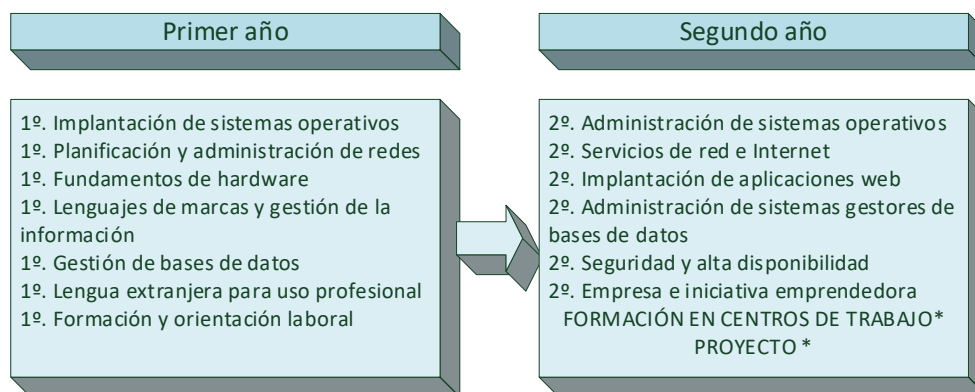 Primer año
1º. Implantación de sistemas operativos
1º. Planificación y administración de redes
1º. Fundamentos de hardware
1º. Lenguajes de marcas y gestión de la
información
1º. Gestión de bases de datos
1º. Lengua extranjera para uso profesional
1º. Formación y orientación laboral
Segundo año
2º. Administración de sistemas operativos
2º. Servicios de red e Internet
2º. Implantación de aplicaciones web
2º. Administración de sistemas gestores de
bases de datos
2º. Seguridad y alta disponibilidad
2º. Empresa e iniciativa emprendedora
FORMACIÓN EN CENTROS DE TRABAJO*
PROYECTO *